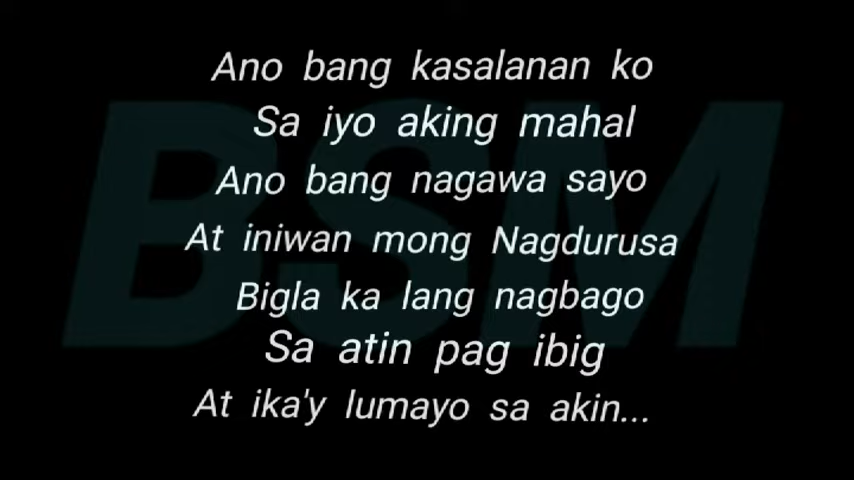 Ano bang kasalanan ko
Sa iyo aking mahal
Ano bang nagawa sayo
At iniwan mong Nagdurusa
Bigla ka lang nagbago
Sa atin pag ibig
At ika'y lumayo sa akin...
BSM